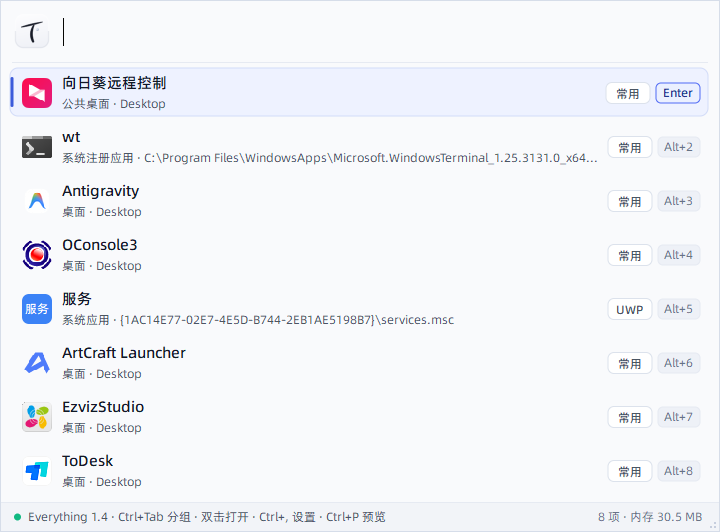 向日葵远程控制
公共桌面 · Desktop
常用 Enter
wt
系统注册应用 · C:\Program Files\WindowsApps\Microsoft.WindowsTerminal_1.25.3131.0_x64...
常用 Alt+2
Antigravity
桌面 · Desktop
常用 Alt+3
OConsole3
桌面 · Desktop
常用 Alt+4
服务
服务
系统应用 · {1AC14E77-02E7-4E5D-B744-2EB1AE5198B7}\services.msc
UWP Alt+5
ArtCraft Launcher
桌面 · Desktop
常用 Alt+6
EzvizStudio
桌面 · Desktop
常用 Alt+7
ToDesk
桌面 · Desktop
常用 Alt+8
Everything 1.4 · Ctrl+Tab 分组 · 双击打开 · Ctrl+, 设置 · Ctrl+P 预览
8 项 · 内存 30.5 MB